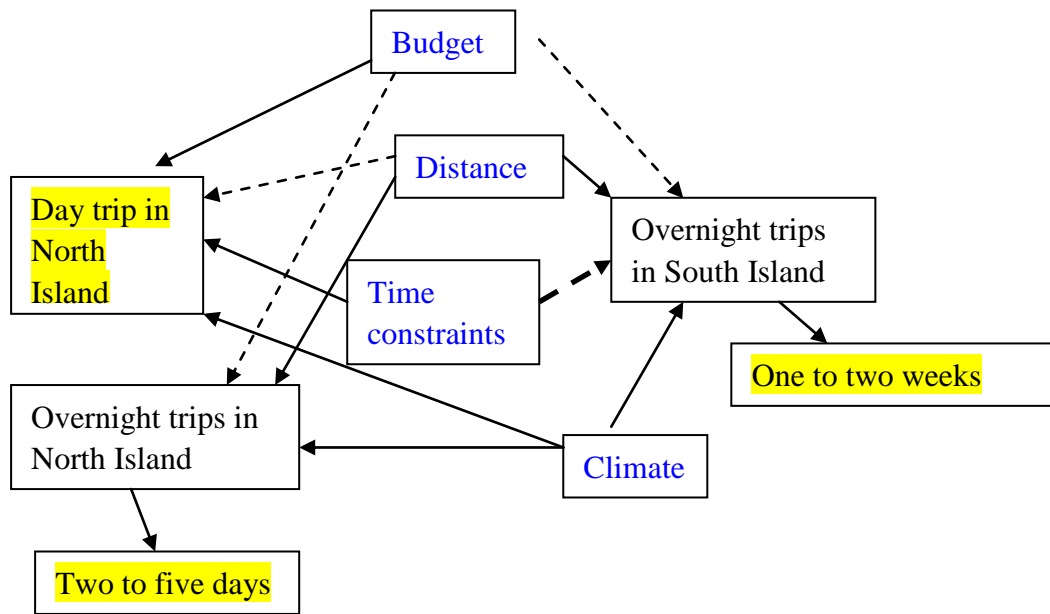 Budget
Distance
Day trip in
North
Island
Overnight trips
in South Island
Time
constraints
One to two weeks
Overnight trips in
North Island
Climate
Two to five days